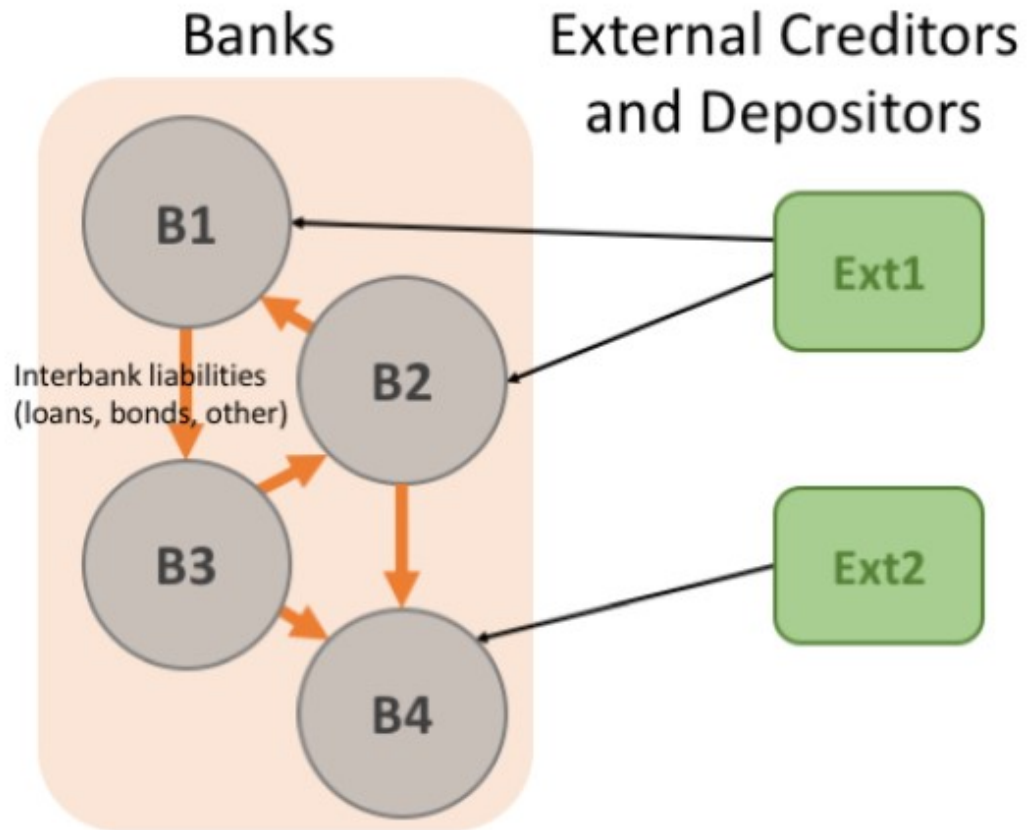 Banks
External Creditors
and Depositors
B1
Ext1
Interbank liabilities
(loans, bonds, other)
B2
B3
Ext2
B4